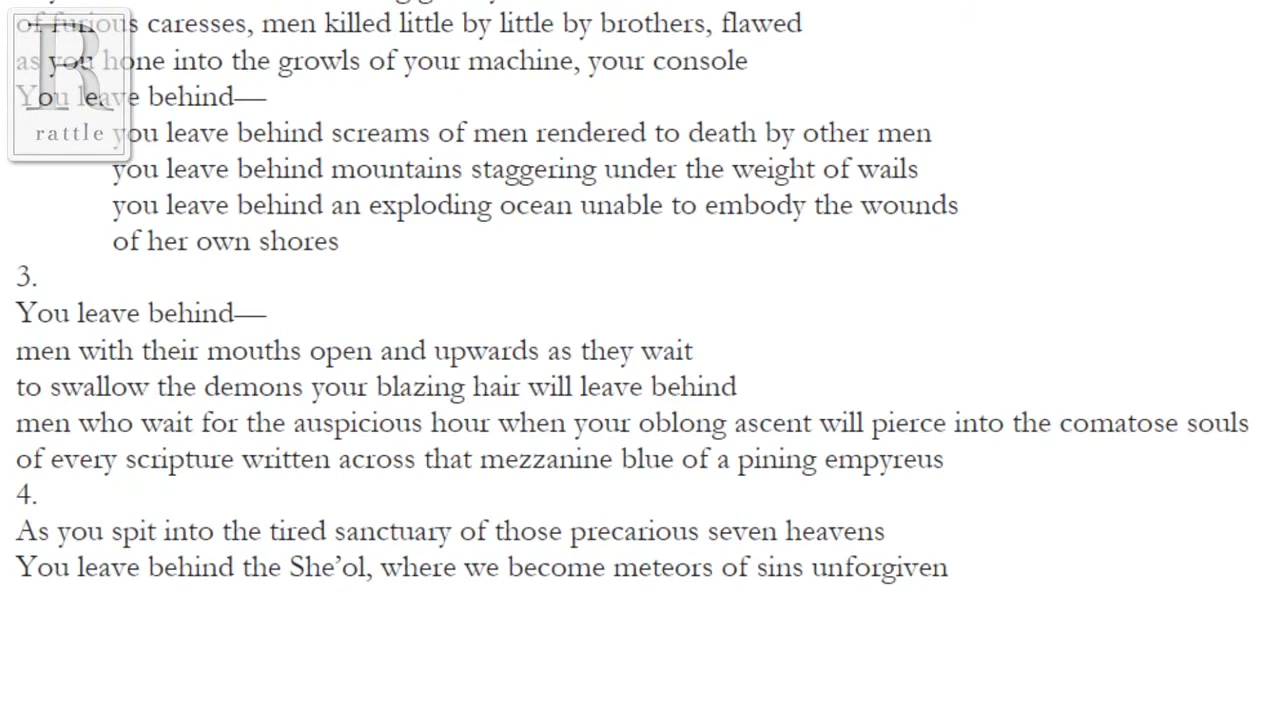 of furious caresses, men killed little by little by brothers, flawed
as you hone into the growls of your machine, your console
You leave behind—
you leave behind screams of men rendered to death by other men
you leave behind mountains staggering under the weight of wails
you leave behind an exploding ocean unable to embody the wounds
of her own shores
3.
You leave behind—
men with their mouths open and upwards as they wait
to swallow the demons your blazing hair will leave behind
men who wait for the auspicious hour when your oblong ascent will pierce into the comatose souls
of every scripture written across that mezzanine blue of a pining empyreus
4.
As you spit into the tired sanctuary of those precarious seven heavens
You leave behind the She’ol, where we become meteors of sins unforgiven
R
rattle